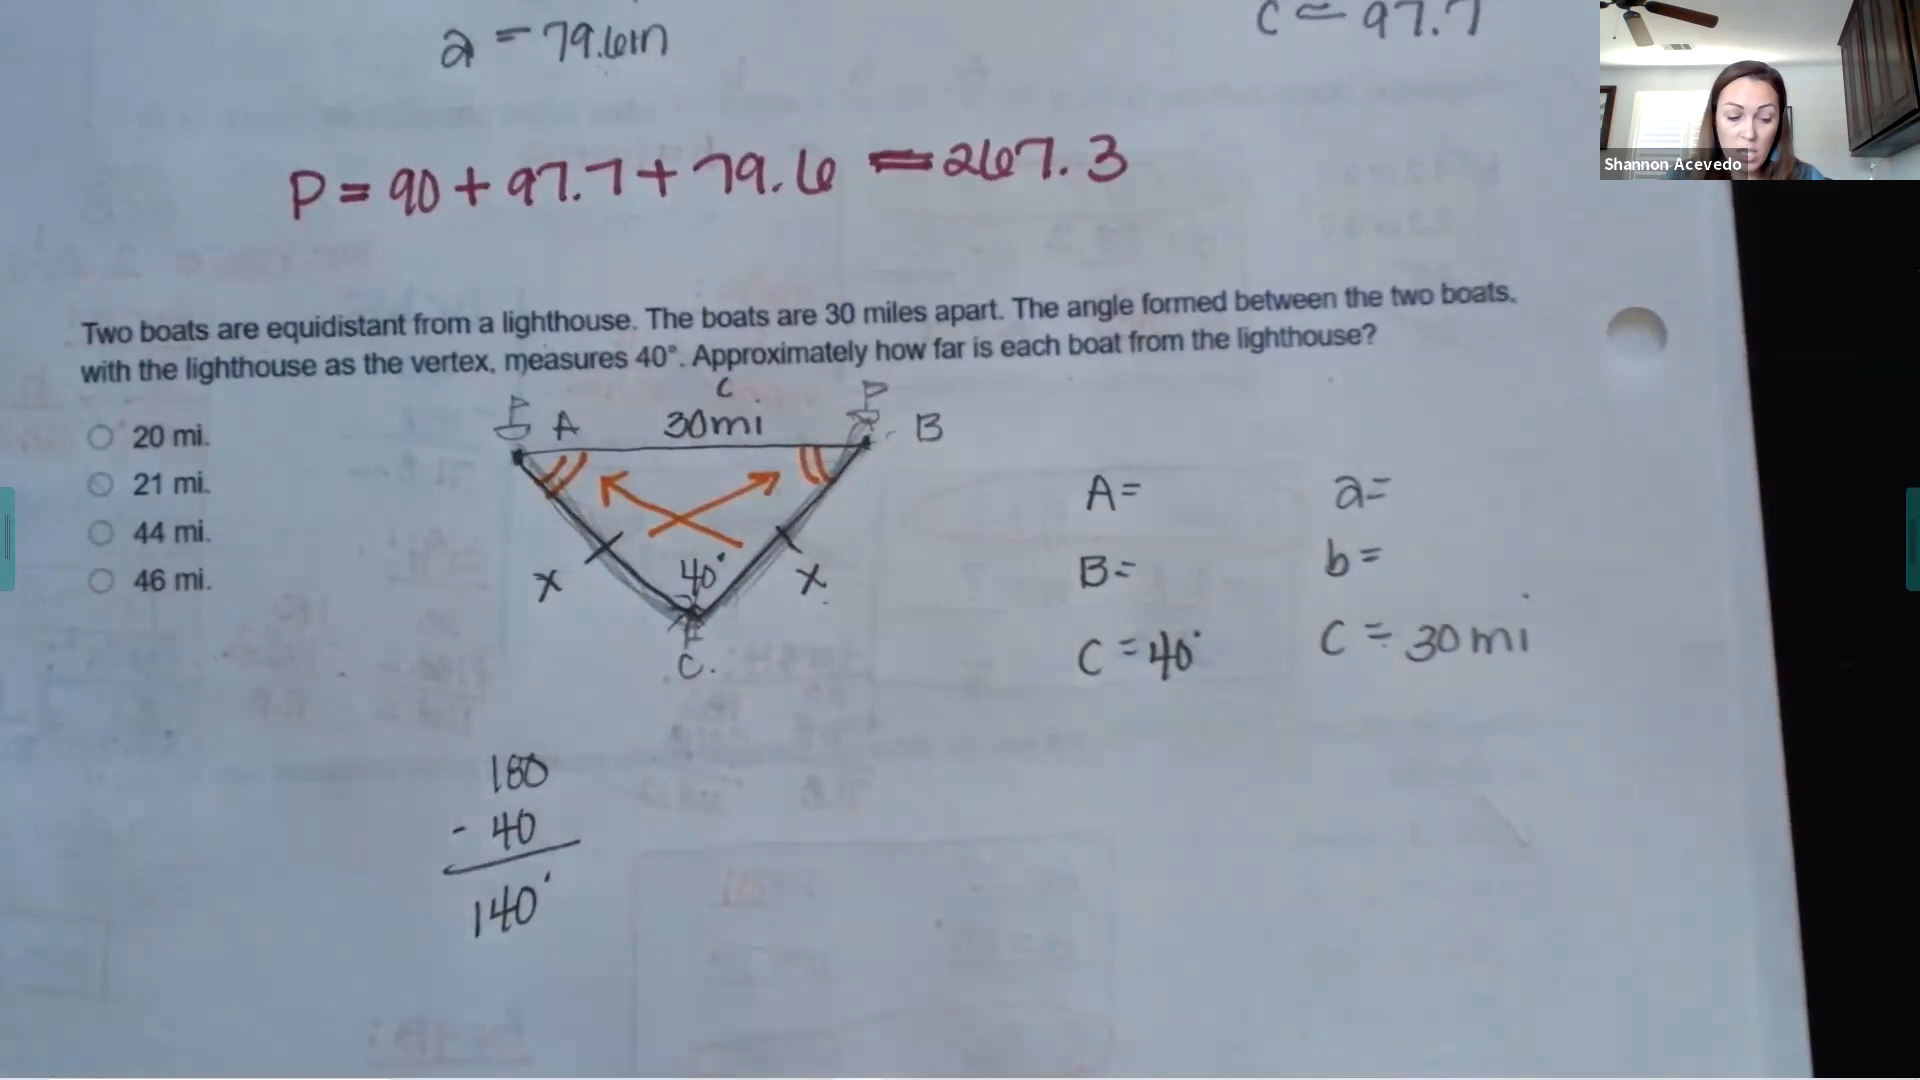 a = 79.6in
c = 97.7
Shannon Acevedo
P = 90 + 97.7 + 79.6 = 267.3
Two boats are equidistant from a lighthouse. The boats are 30 miles apart. The angle formed between the two boats,
with the lighthouse as the vertex, measures 40°. Approximately how far is each boat from the lighthouse?
20 mi.
21 mi.
44 mi.
46 mi.
c
A 30mi B
40°
x x
C.
A= a=
B= b=
C = 40° c = 30mi
180
- 40
140°